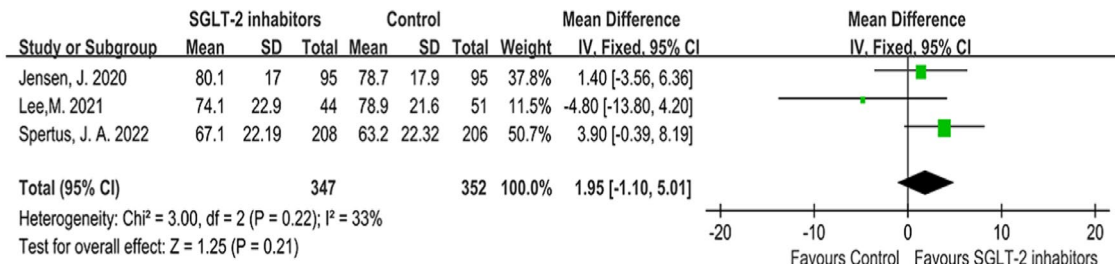 SGLT-2 inhabitors Control Mean Difference Mean Difference
Study or Subgroup Mean SD Total Mean SD Total Weight IV, Fixed, 95% CI IV, Fixed, 95% CI
Jensen, J. 2020 80.1 17 95 78.7 17.9 95 37.8% 1.40 [-3.56, 6.36]
Lee,M. 2021 74.1 22.9 44 78.9 21.6 51 11.5% -4.80 [-13.80, 4.20]
Spertus, J. A. 2022 67.1 22.19 208 63.2 22.32 206 50.7% 3.90 [-0.39, 8.19]
Total (95% CI) 347 352 100.0% 1.95 [-1.10, 5.01]
Heterogeneity: Chi² = 3.00, df = 2 (P = 0.22); I² = 33%
Test for overall effect: Z = 1.25 (P = 0.21)
-20 -10 0 10 20
Favours Control Favours SGLT-2 inhabitors